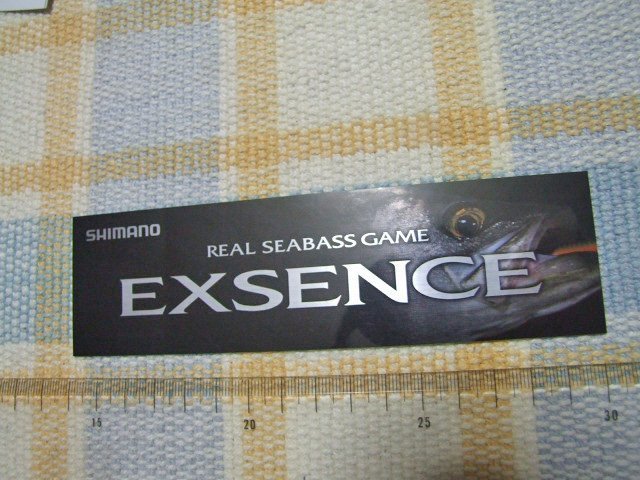 SHIMANO
REAL SEABASS GAME
EXSENCE
15 20 25 30